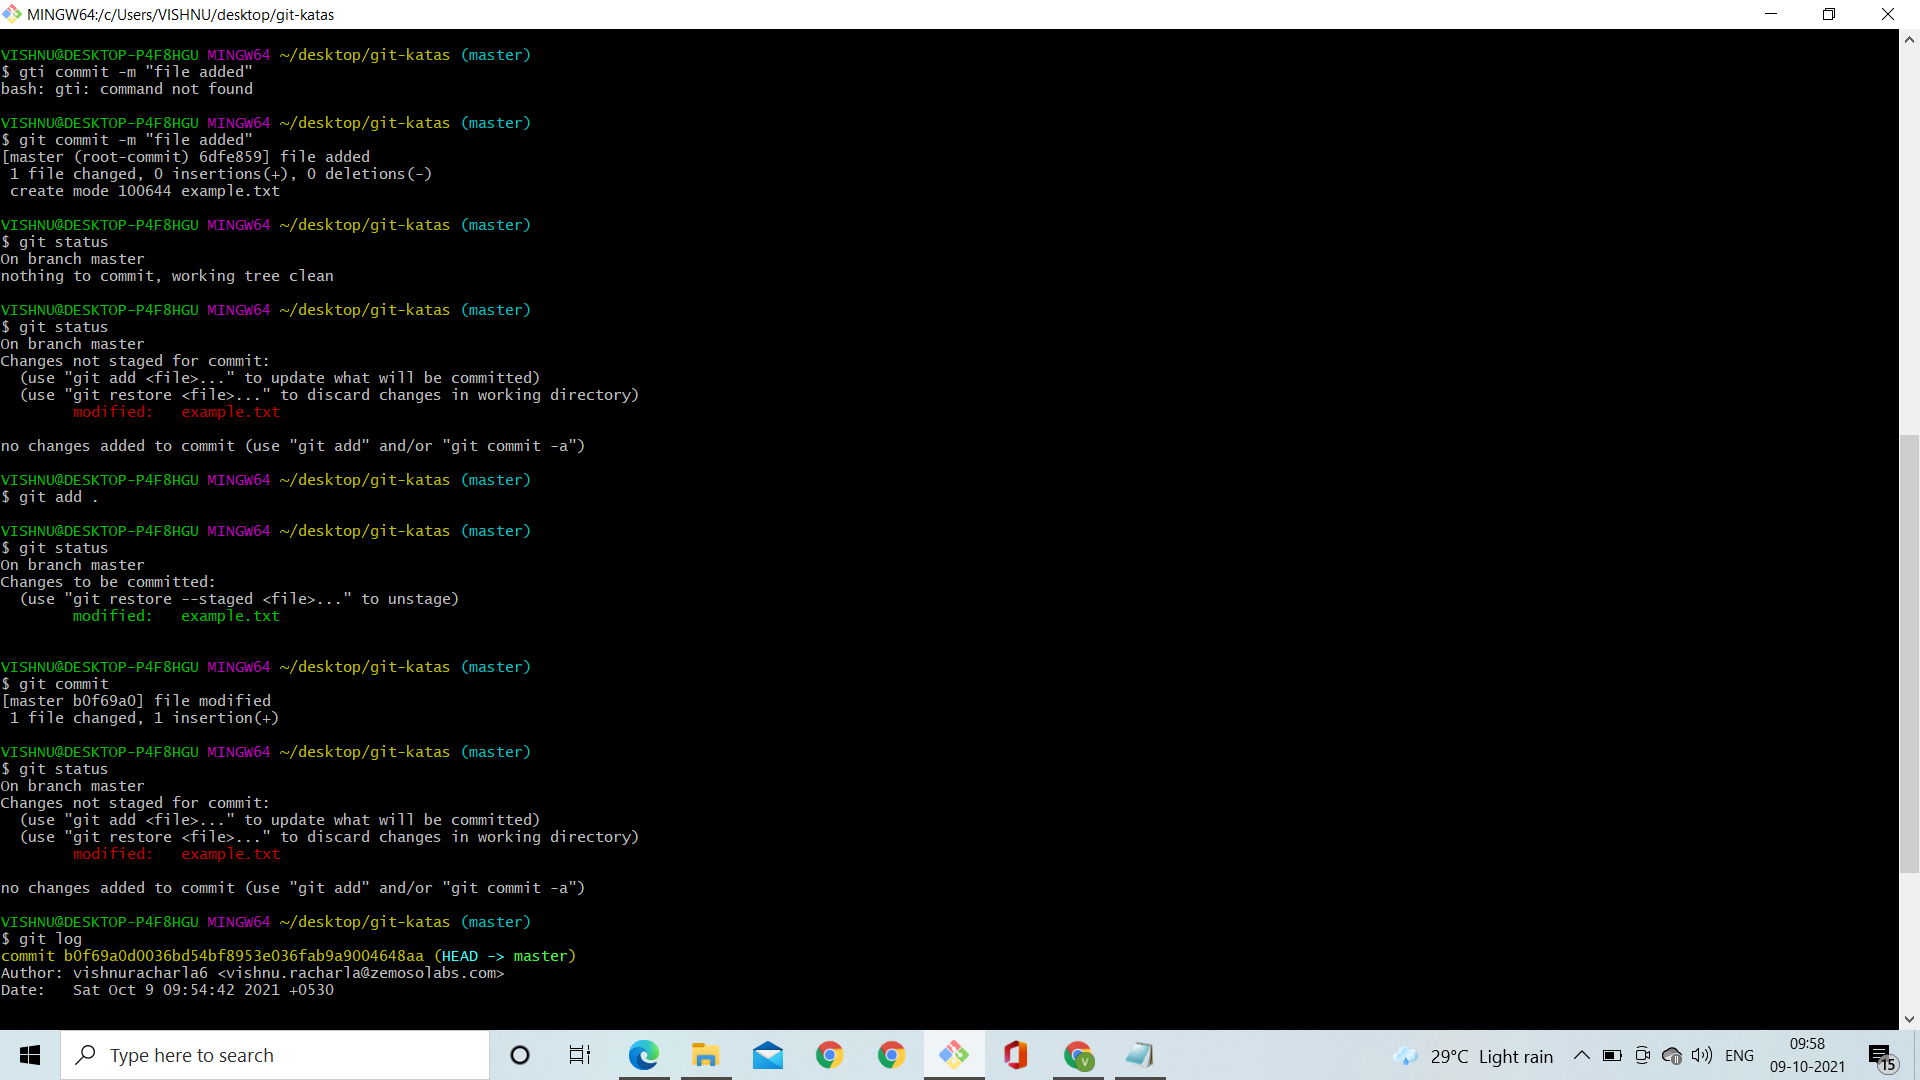 MINGW64:/c/Users/VISHNU/desktop/git-katas
VISHNU@DESKTOP-P4F8HGU MINGW64 ~/desktop/git-katas (master)
$ gti commit -m "file added"
bash: gti: command not found
VISHNU@DESKTOP-P4F8HGU MINGW64 ~/desktop/git-katas (master)
$ git commit -m "file added"
[master (root-commit) 6dfe859] file added
 1 file changed, 0 insertions(+), 0 deletions(-)
 create mode 100644 example.txt
VISHNU@DESKTOP-P4F8HGU MINGW64 ~/desktop/git-katas (master)
$ git status
On branch master
nothing to commit, working tree clean
VISHNU@DESKTOP-P4F8HGU MINGW64 ~/desktop/git-katas (master)
$ git status
On branch master
Changes not staged for commit:
  (use "git add <file>..." to update what will be committed)
  (use "git restore <file>..." to discard changes in working directory)
        modified:   example.txt
no changes added to commit (use "git add" and/or "git commit -a")
VISHNU@DESKTOP-P4F8HGU MINGW64 ~/desktop/git-katas (master)
$ git add .
VISHNU@DESKTOP-P4F8HGU MINGW64 ~/desktop/git-katas (master)
$ git status
On branch master
Changes to be committed:
  (use "git restore --staged <file>..." to unstage)
        modified:   example.txt
VISHNU@DESKTOP-P4F8HGU MINGW64 ~/desktop/git-katas (master)
$ git commit
[master b0f69a0] file modified
 1 file changed, 1 insertion(+)
VISHNU@DESKTOP-P4F8HGU MINGW64 ~/desktop/git-katas (master)
$ git status
On branch master
Changes not staged for commit:
  (use "git add <file>..." to update what will be committed)
  (use "git restore <file>..." to discard changes in working directory)
        modified:   example.txt
no changes added to commit (use "git add" and/or "git commit -a")
VISHNU@DESKTOP-P4F8HGU MINGW64 ~/desktop/git-katas (master)
$ git log
commit b0f69a0d0036bd54bf8953e036fab9a9004648aa (HEAD -> master)
Author: vishnuracharla6 <vishnu.racharla@zemosolabs.com>
Date:   Sat Oct 9 09:54:42 2021 +0530
Type here to search
29°C Light rain
ENG
09:58
09-10-2021
15